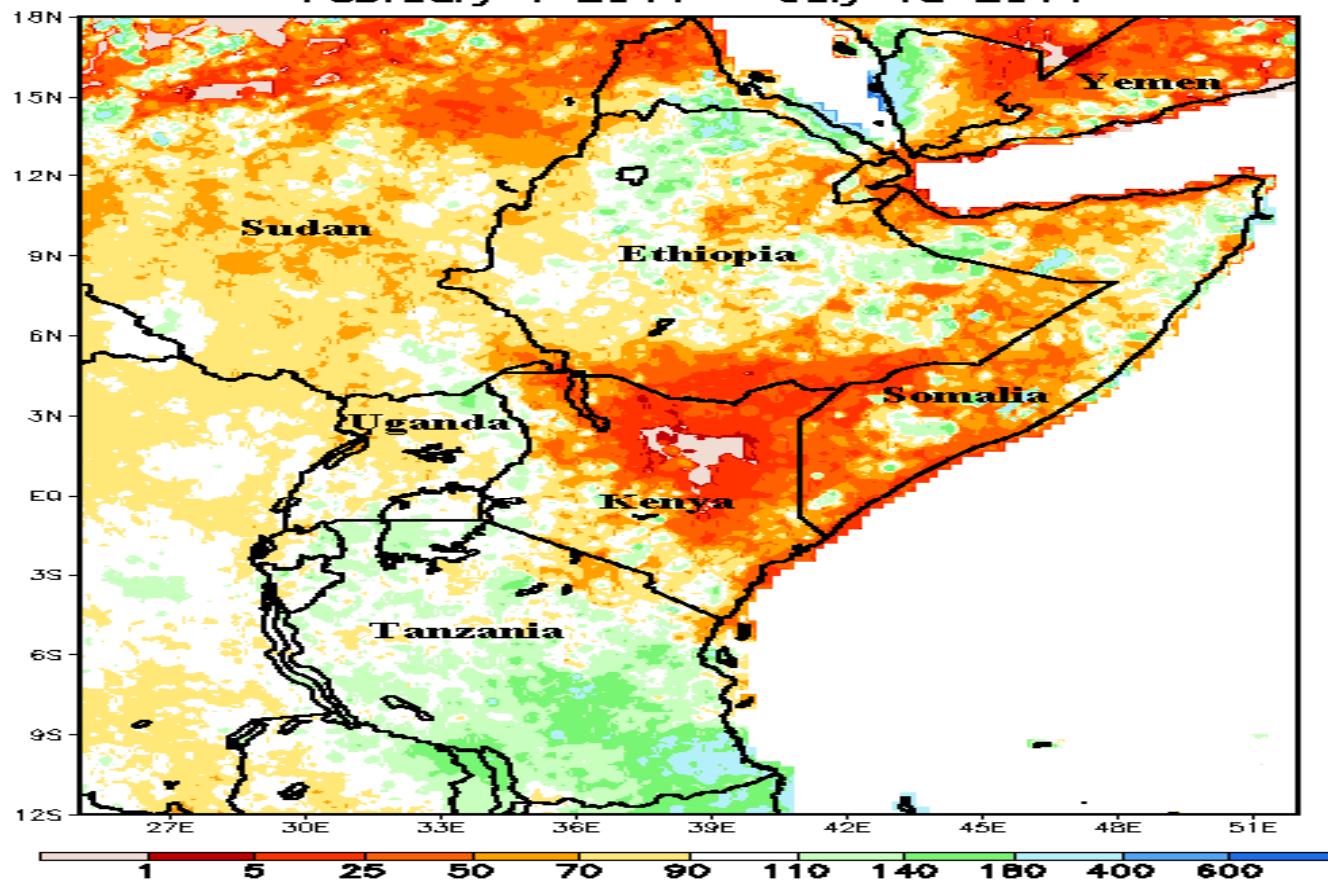 18N
Yemen
15N
12N
Sudan
Ethiopia
9N
6N
Somalia
3N
Uganda
EQ
Kenya
3S
Tanzania
6S
9S
12S
27E 30E 33E 36E 39E 42E 45E 48E 51E
1 5 25 50 70 90 110 140 180 400 600